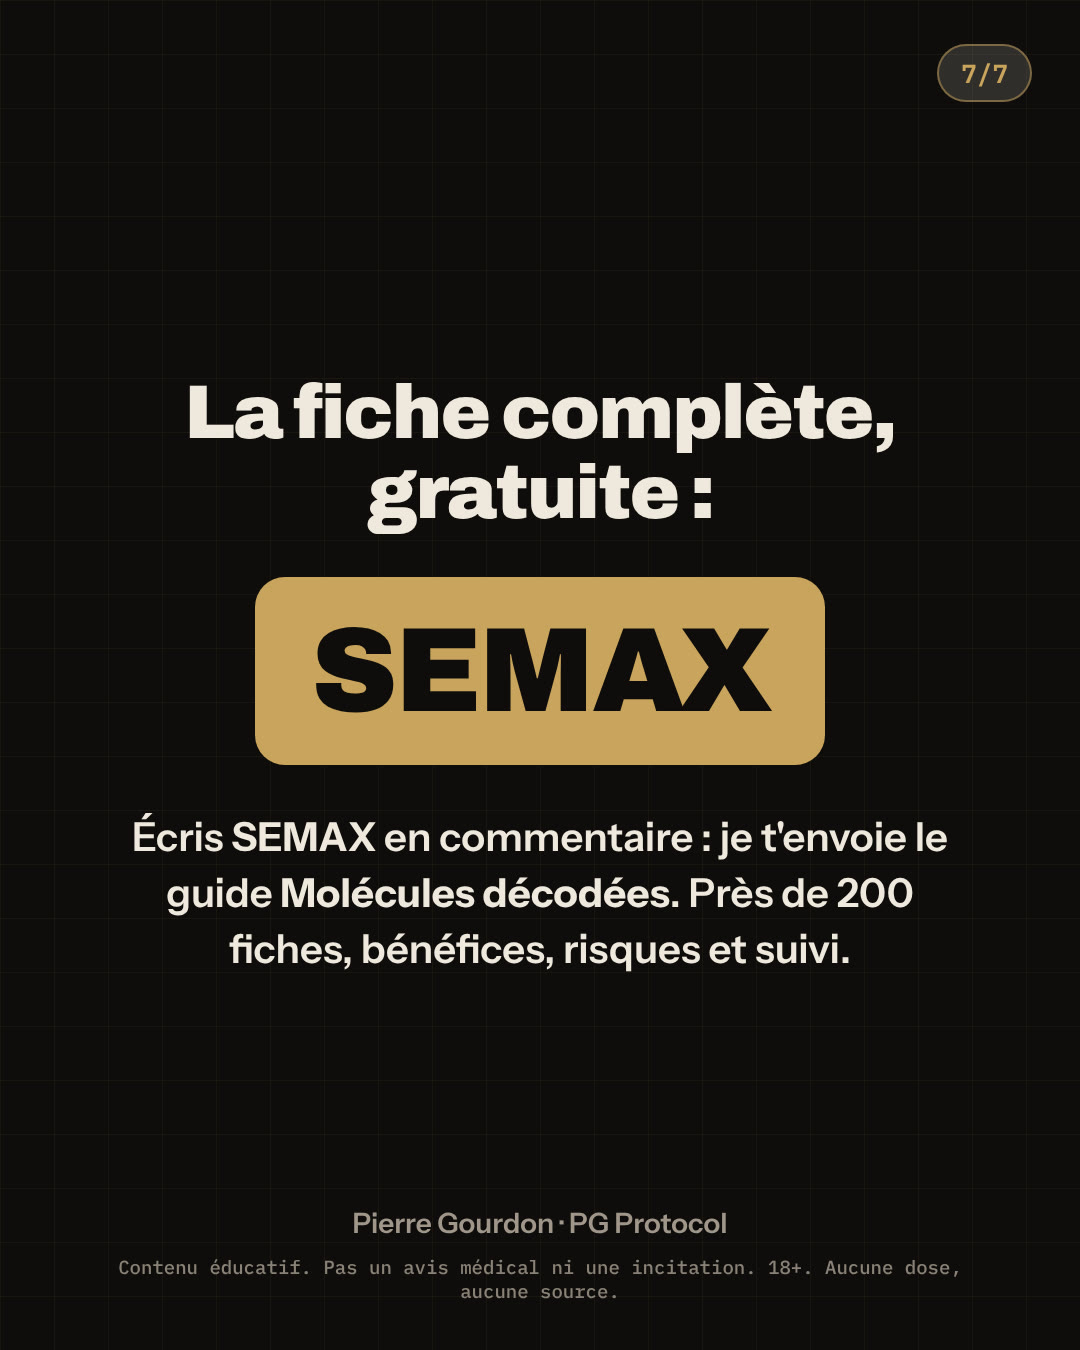 7/7
La fiche complète,
gratuite :
SEMAX
Écris SEMAX en commentaire : je t'envoie le
guide Molécules décodées. Près de 200
fiches, bénéfices, risques et suivi.
Pierre Gourdon · PG Protocol
Contenu éducatif. Pas un avis médical ni une incitation. 18+. Aucune dose,
aucune source.